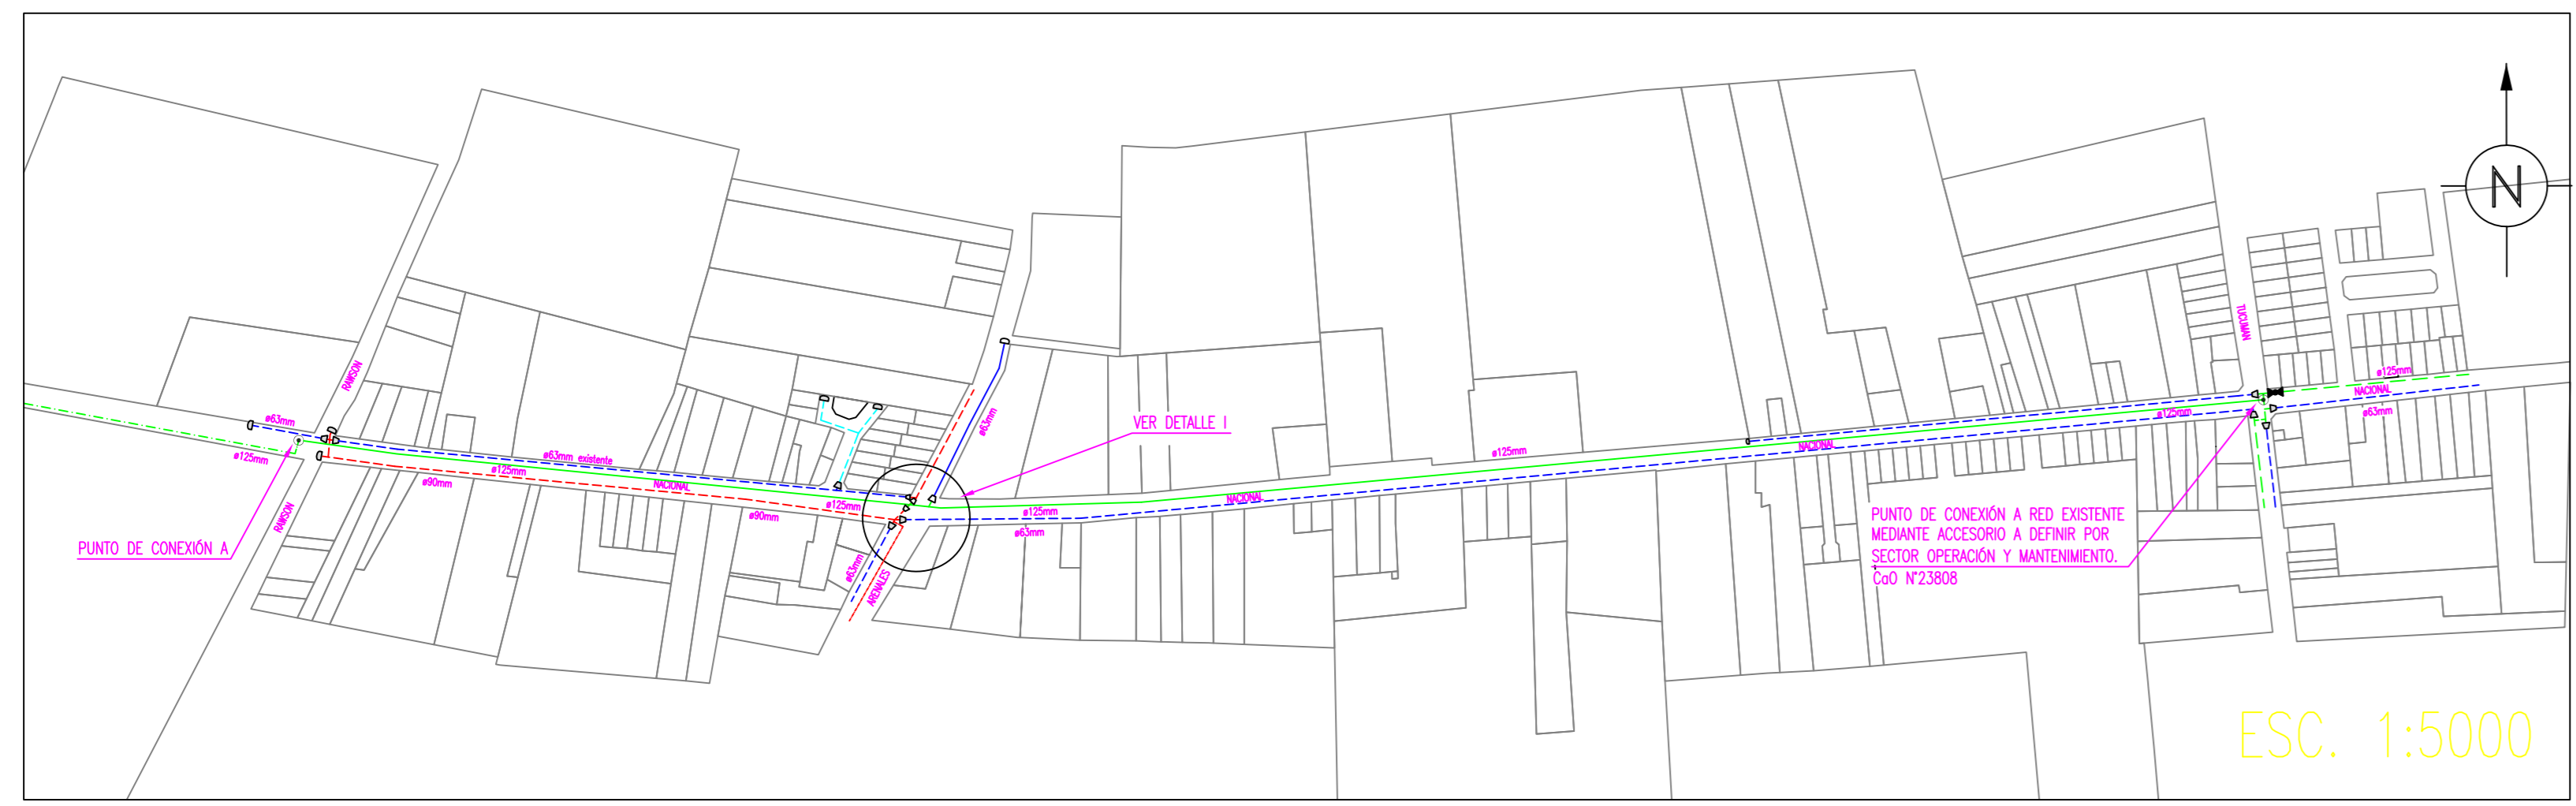 N
RAWSON
ø63mm
ø125mm
RAWSON
PUNTO DE CONEXIÓN A
ø63mm existente
ø125mm
ø90mm
NACIONAL
ø90mm
ø125mm
ø63mm
ARENALES
ø63mm
VER DETALLE I
ø125mm
ø63mm
NACIONAL
ø125mm
NACIONAL
ø125mm
TUCUMAN
ø125mm
NACIONAL
ø63mm
PUNTO DE CONEXIÓN A RED EXISTENTE
MEDIANTE ACCESORIO A DEFINIR POR
SECTOR OPERACIÓN Y MANTENIMIENTO.
CaO N°23808
ESC. 1:5000